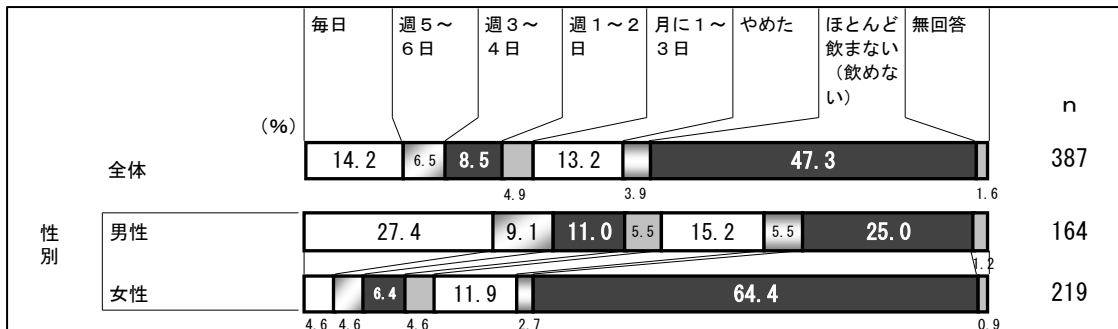 毎日
週５～
６日
週３～
４日
週１～２
日
月に１～
３日
やめた
ほとんど
飲まない
（飲めな
い）
無回答
(%)
n
全体
14.2 6.5 8.5 4.9 13.2 3.9 47.3 1.6
387
性別
男性
27.4 9.1 11.0 5.5 15.2 5.5 25.0 1.2
164
女性
4.6 4.6 6.4 4.6 11.9 2.7 64.4 0.9
219